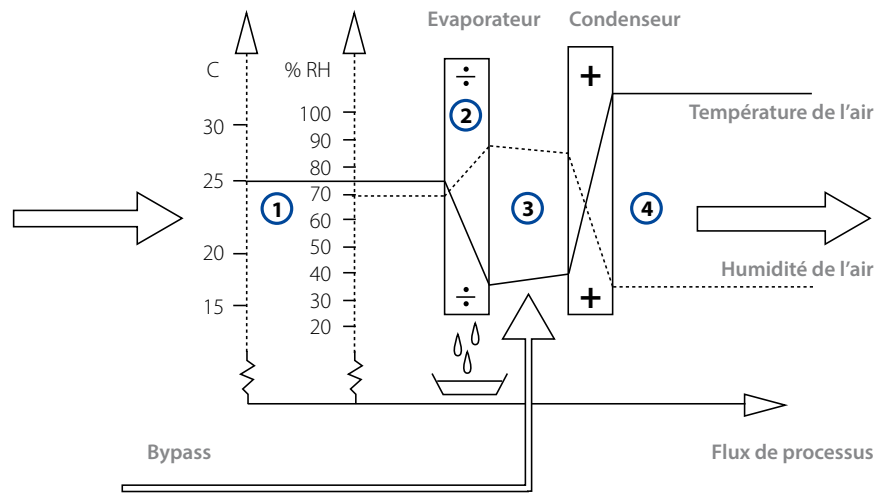 Evaporateur
Condenseur
C
% RH
÷
+
2
100
90
80
70
60
50
40
30
20
30
25
20
15
1
3
4
Température de l'air
Humidité de l'air
÷
+
Bypass
Flux de processus